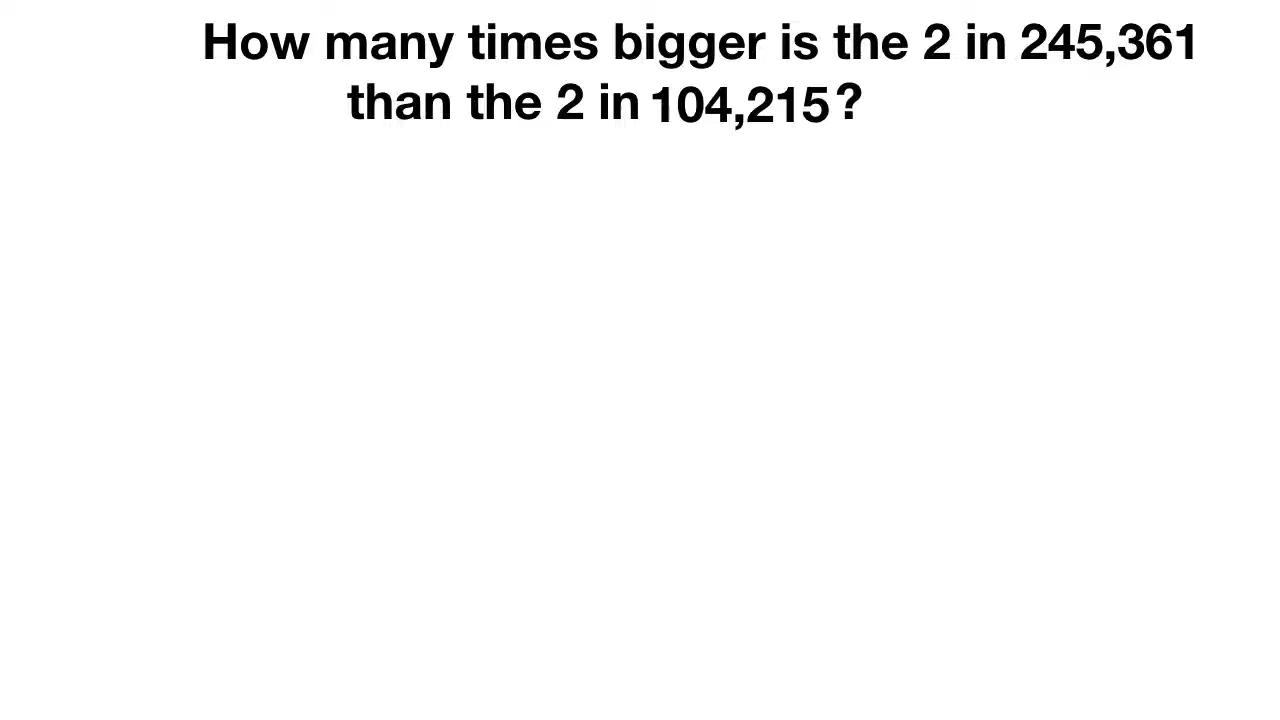 How many times bigger is the 2 in 245,361
than the 2 in 104,215?